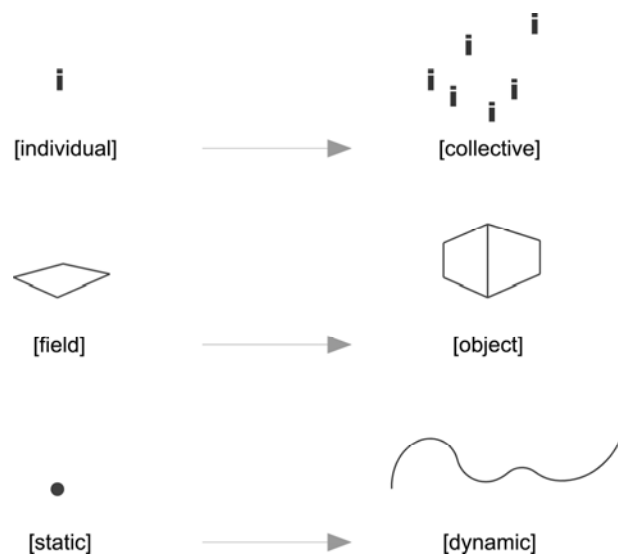 i
i i i i i i
[individual] [collective]
[field] [object]
[static] [dynamic]